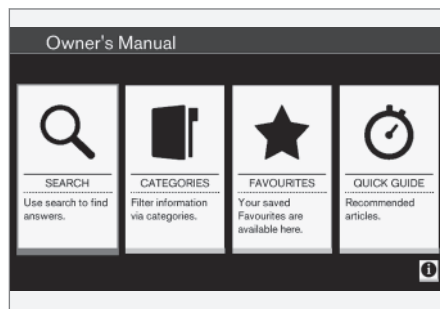 Owner's Manual
SEARCH
Use search to find
answers.
CATEGORIES
Filter information
via categories.
FAVOURITES
Your saved
Favourites are
available here.
QUICK GUIDE
Recommended
articles.